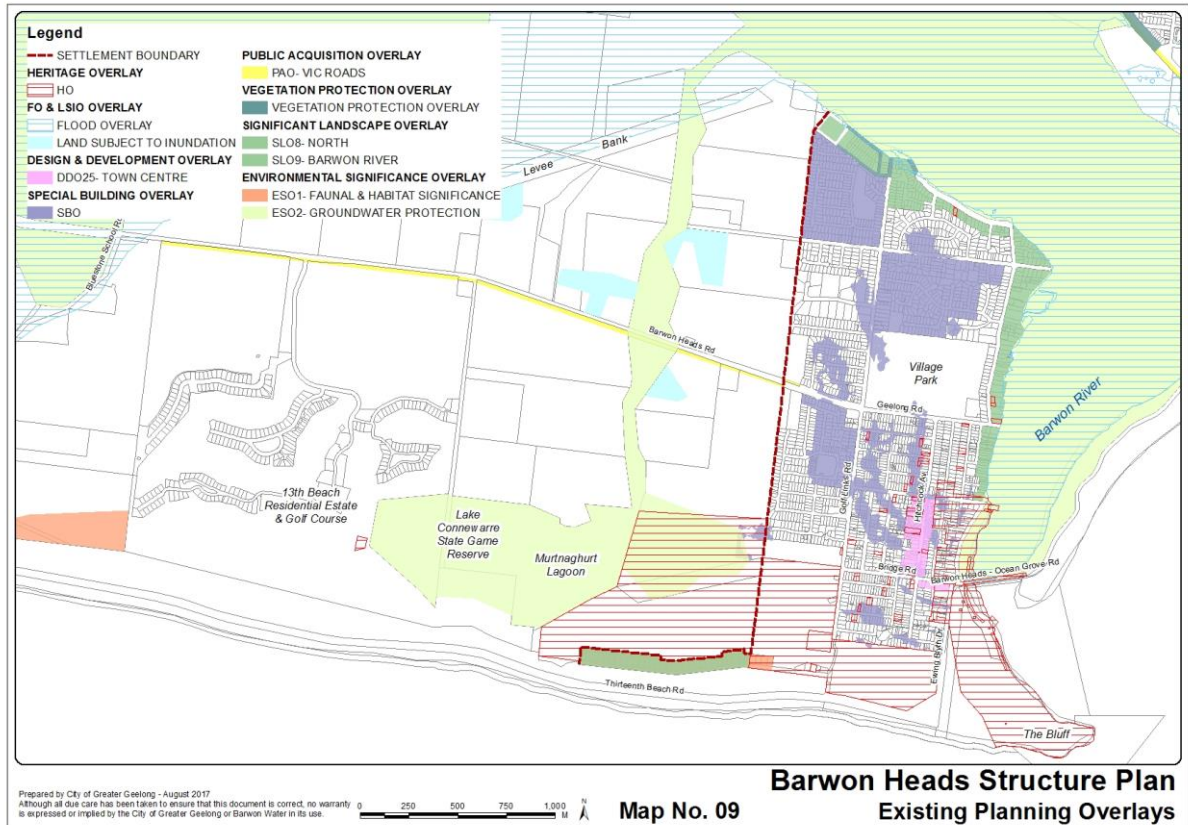 Legend
SETTLEMENT BOUNDARY
HERITAGE OVERLAY
HO
FO & LSIO OVERLAY
FLOOD OVERLAY
LAND SUBJECT TO INUNDATION
DESIGN & DEVELOPMENT OVERLAY
DDO25- TOWN CENTRE
SPECIAL BUILDING OVERLAY
SBO
PUBLIC ACQUISITION OVERLAY
PAO- VIC ROADS
VEGETATION PROTECTION OVERLAY
VEGETATION PROTECTION OVERLAY
SIGNIFICANT LANDSCAPE OVERLAY
SLO8- NORTH
SLO9- BARWON RIVER
ENVIRONMENTAL SIGNIFICANCE OVERLAY
ESO1- FAUNAL & HABITAT SIGNIFICANCE
ESO2- GROUNDWATER PROTECTION
Levee Bank
Bluestone School Rd
Barwon Heads Rd
Village
Park
Geelong Rd
Barwon River
Golf Links Rd
Hitchcock Av
13th Beach
Residential Estate
& Golf Course
Lake
Connewarre
State Game
Reserve
Murtnaghurt
Lagoon
Bridge Rd
Barwon Heads - Ocean Grove Rd
Ewing Blyth Dr
Thirteenth Beach Rd
The Bluff
Prepared by City of Greater Geelong - August 2017
Although all due care has been taken to ensure that this document is correct, no warranty
is expressed or implied by the City of Greater Geelong or Barwon Water in its use.
0 250 500 750 1,000
M
N
Map No. 09
Barwon Heads Structure Plan
Existing Planning Overlays